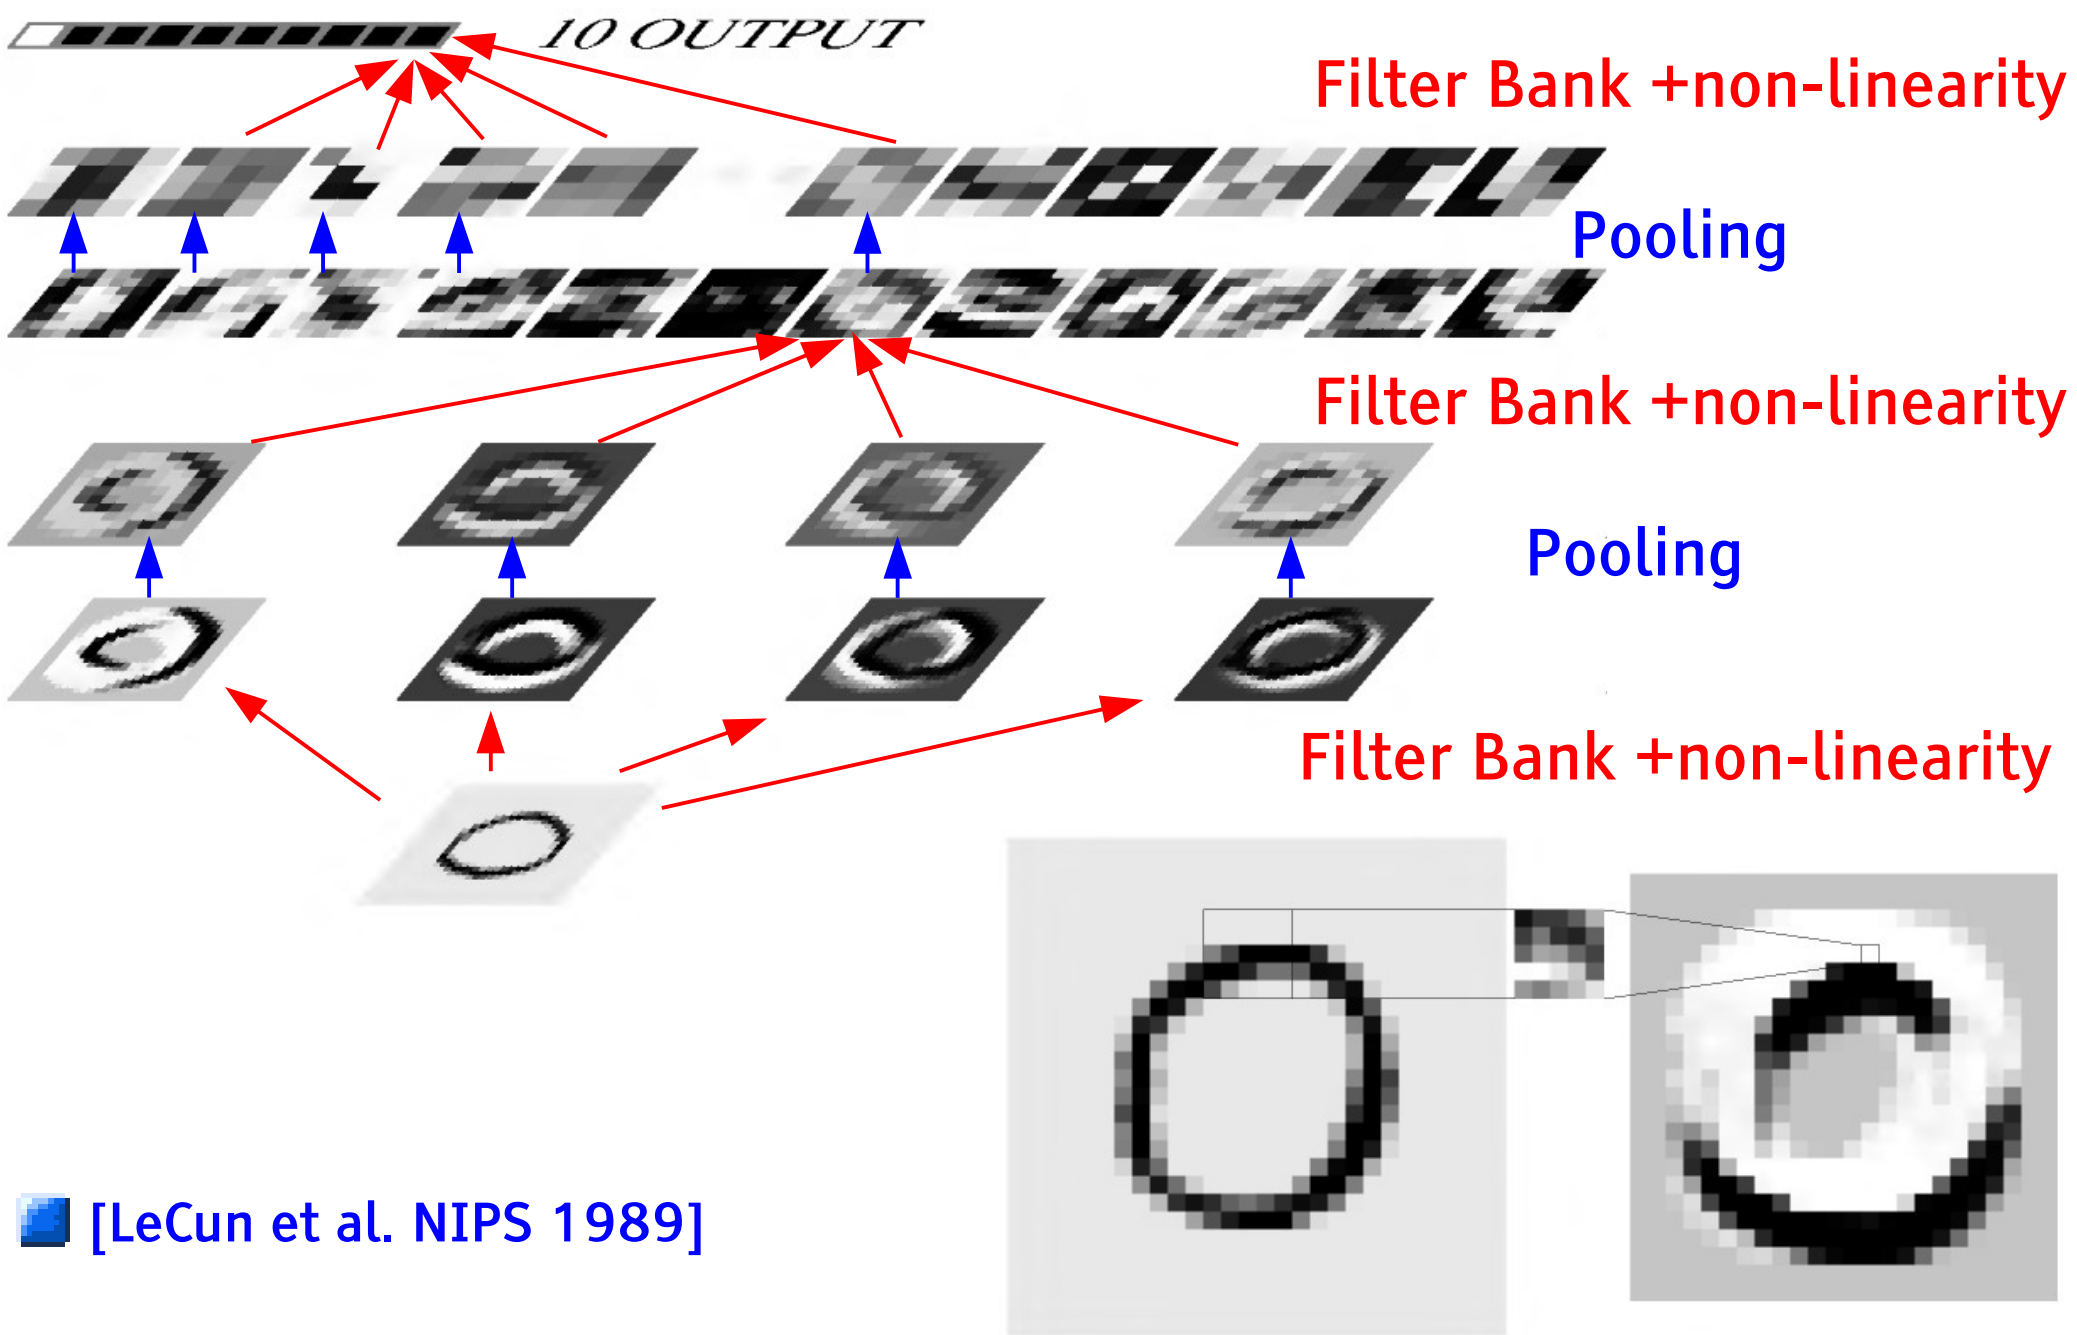 10 OUTPUT
Filter Bank +non-linearity
Pooling
Filter Bank +non-linearity
Pooling
Filter Bank +non-linearity
[LeCun et al. NIPS 1989]